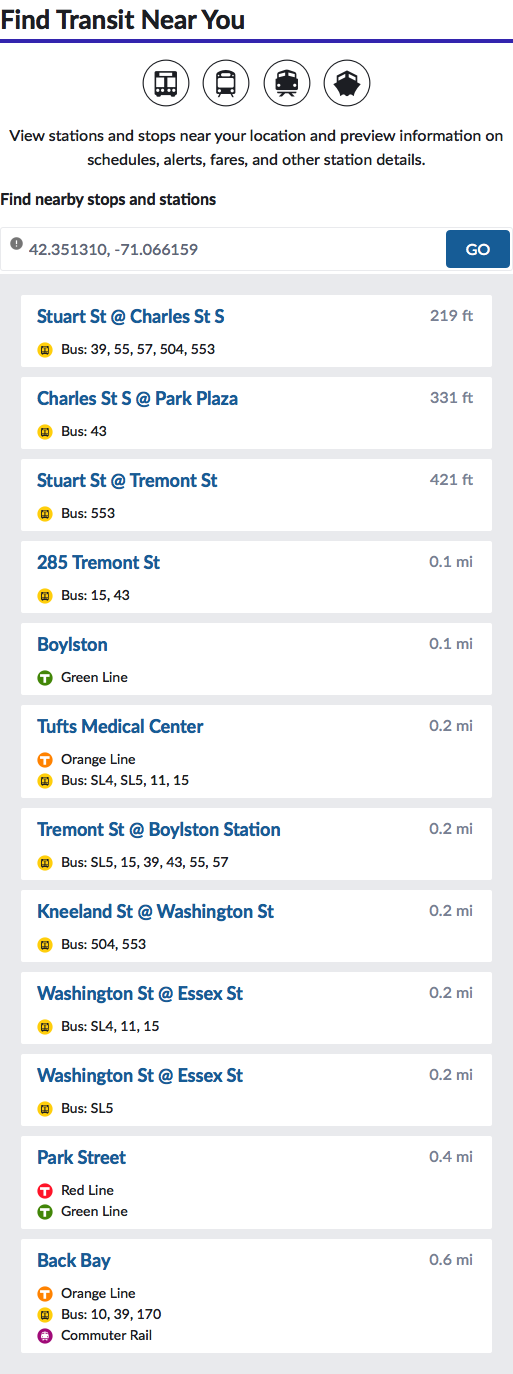 Find Transit Near You
View stations and stops near your location and preview information on
schedules, alerts, fares, and other station details.
Find nearby stops and stations
42.351310, -71.066159
GO
Stuart St @ Charles St S
219 ft
Bus: 39, 55, 57, 504, 553
Charles St S @ Park Plaza
331 ft
Bus: 43
Stuart St @ Tremont St
421 ft
Bus: 553
285 Tremont St
0.1 mi
Bus: 15, 43
Boylston
0.1 mi
T Green Line
Tufts Medical Center
0.2 mi
T Orange Line
Bus: SL4, SL5, 11, 15
Tremont St @ Boylston Station
0.2 mi
Bus: SL5, 15, 39, 43, 55, 57
Kneeland St @ Washington St
0.2 mi
Bus: 504, 553
Washington St @ Essex St
0.2 mi
Bus: SL4, 11, 15
Washington St @ Essex St
0.2 mi
Bus: SL5
Park Street
0.4 mi
T Red Line
T Green Line
Back Bay
0.6 mi
T Orange Line
Bus: 10, 39, 170
Commuter Rail